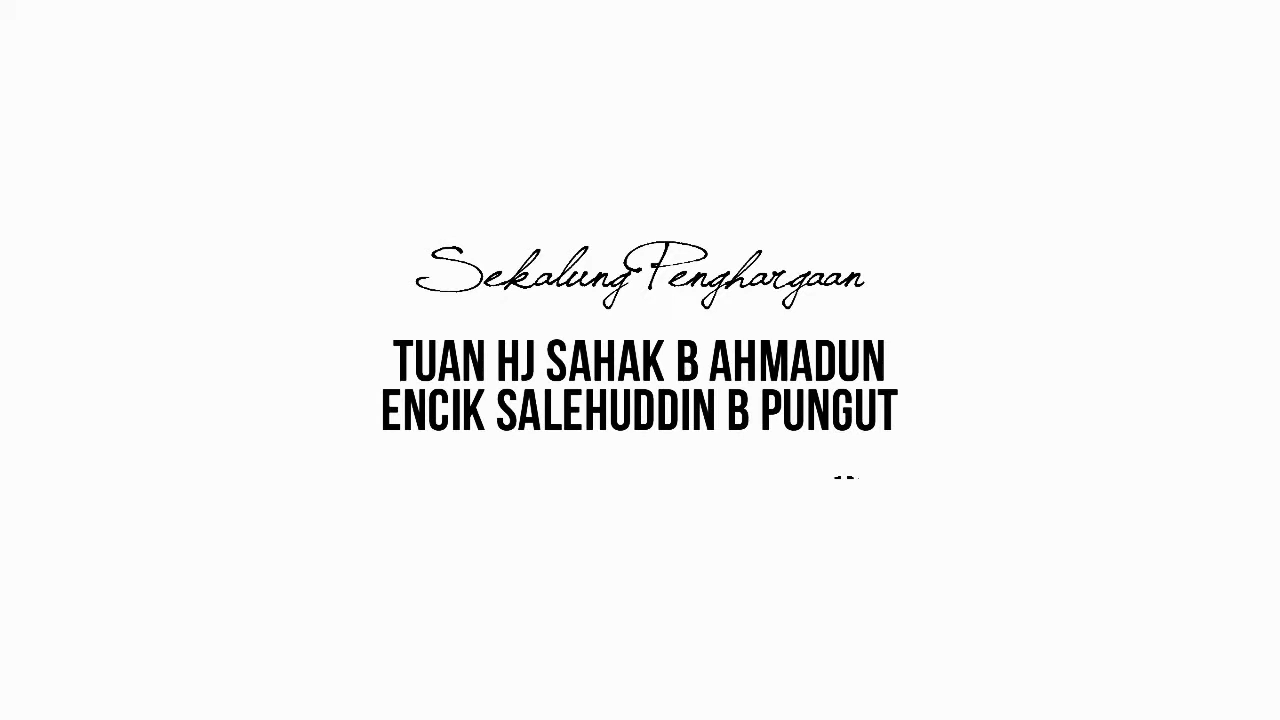 Sekalung Penghargaan
TUAN HJ SAHAK B AHMADUN
ENCIK SALEHUDDIN B PUNGUT